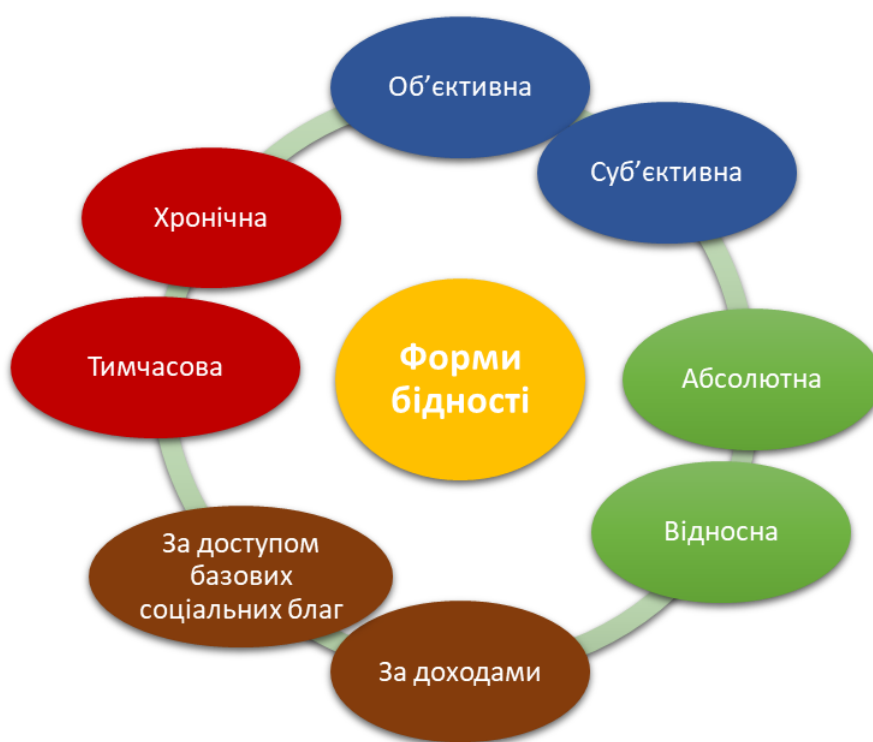 Об’єктивна
Суб’єктивна
Абсолютна
Відносна
За доходами
За доступом
базових
соціальних благ
Тимчасова
Хронічна
Форми
бідності